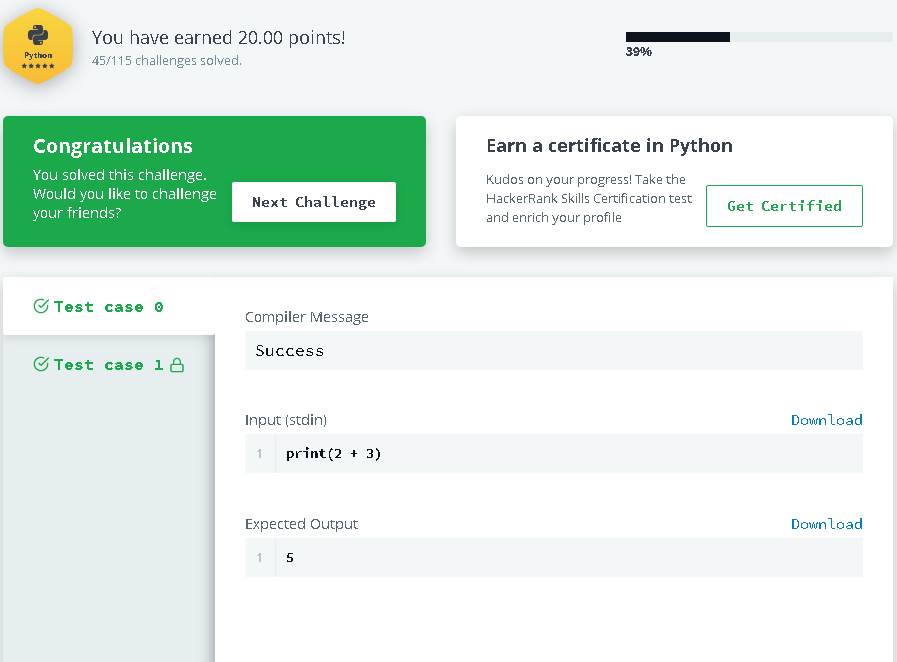 Python
★★★★★
You have earned 20.00 points!
45/115 challenges solved.
39%
Congratulations
You solved this challenge.
Would you like to challenge
your friends?
Next Challenge
Earn a certificate in Python
Kudos on your progress! Take the
HackerRank Skills Certification test
and enrich your profile
Get Certified
Test case 0
Test case 1
Compiler Message
Success
Input (stdin)
Download
1 print(2 + 3)
Expected Output
Download
1 5